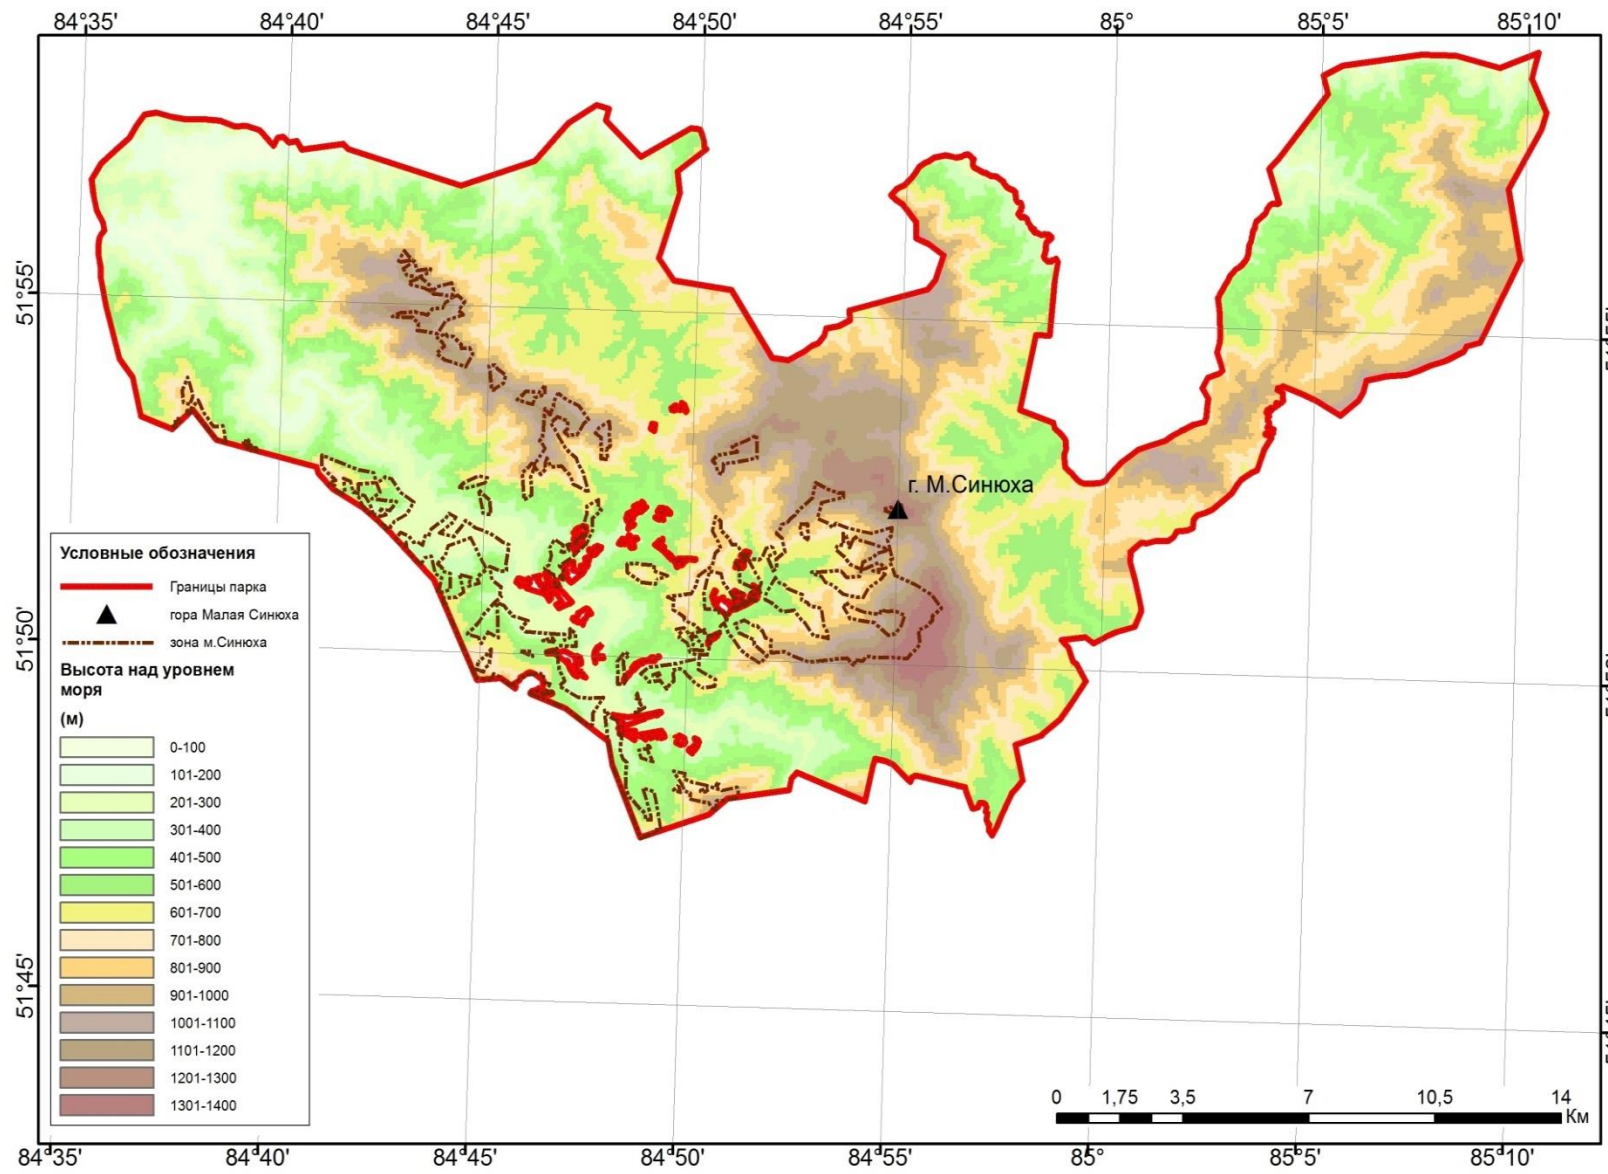 84°35' 84°40' 84°45' 84°50' 84°55' 85° 85°5' 85°10'
51°55'
г. М.Синюха
Условные обозначения
Границы парка
гора Малая Синюха
зона м.Синюха
Высота над уровнем
моря
(м)
0-100
101-200
201-300
301-400
401-500
501-600
601-700
701-800
801-900
901-1000
1001-1100
1101-1200
1201-1300
1301-1400
51°50'
51°45'
0 1,75 3,5 7 10,5 14
Км
84°35' 84°40' 84°45' 84°50' 84°55' 85° 85°5' 85°10'